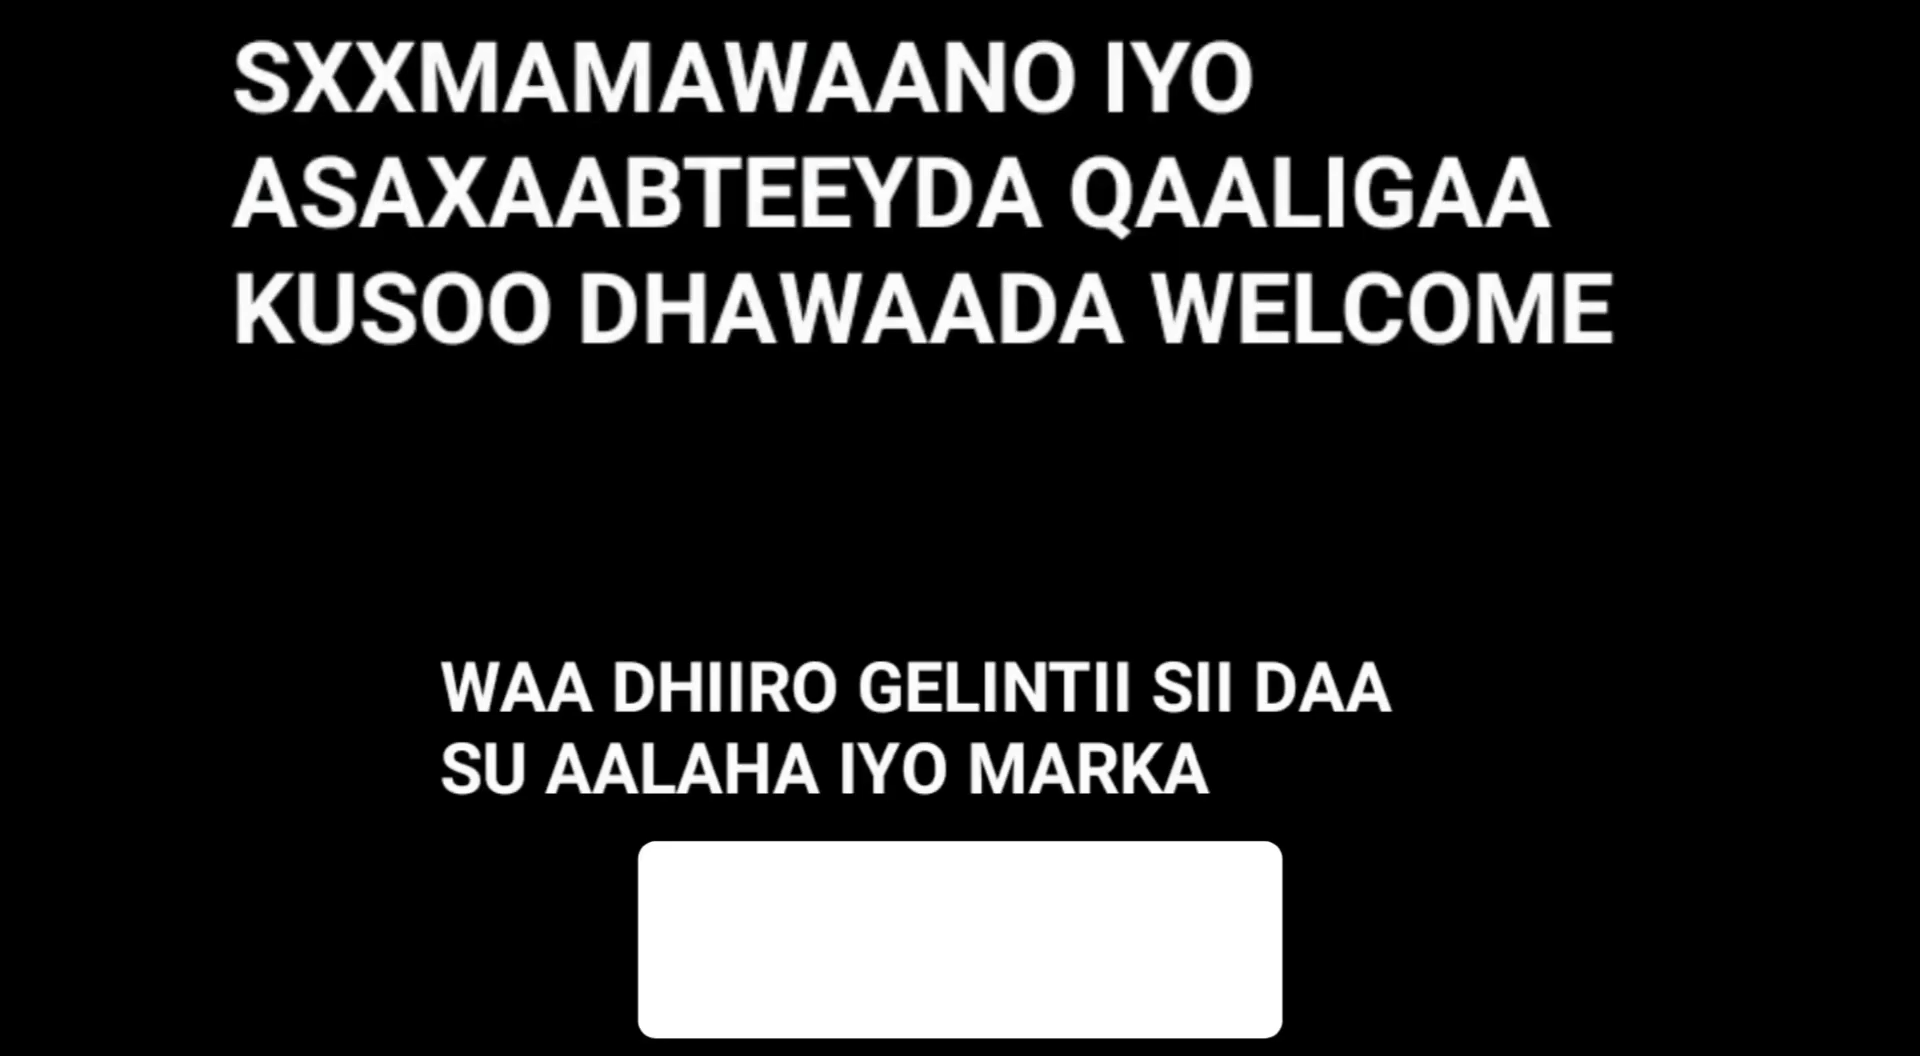 SXXMAMAWAANO IYO
ASAXAABTEEYDA QAALIGAA
KUSOO DHAWAADA WELCOME
WAA DHIIRO GELINTII SII DAA
SU AALAHA IYO MARKA